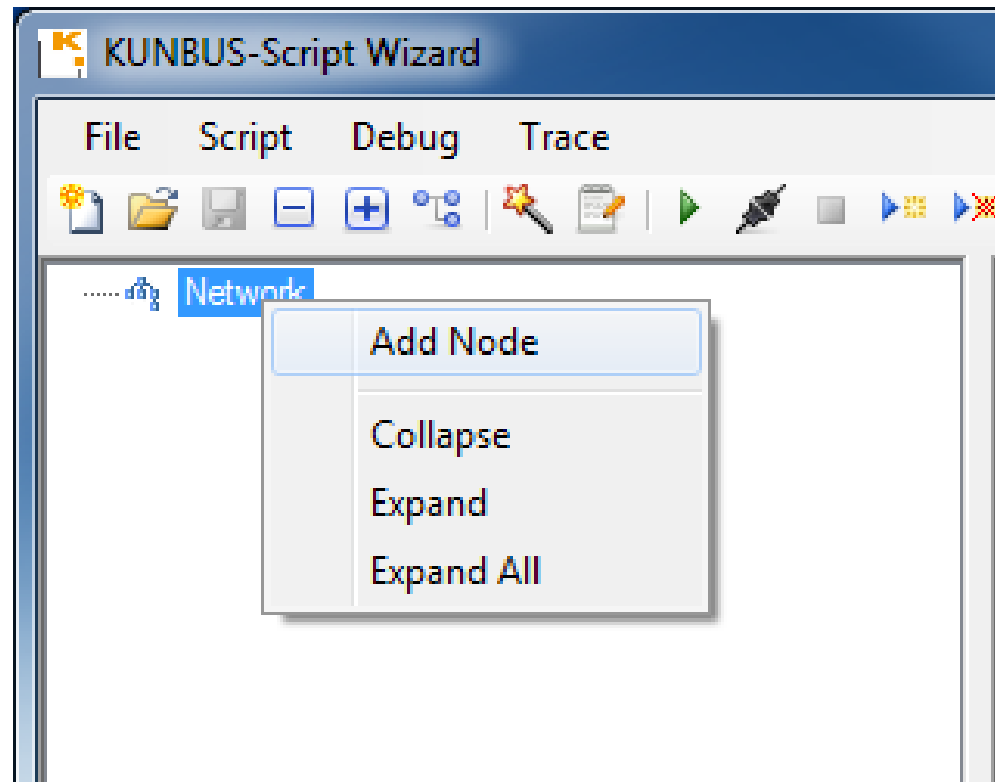 KUNBUS-Script Wizard
File Script Debug Trace
Network
Add Node
Collapse
Expand
Expand All